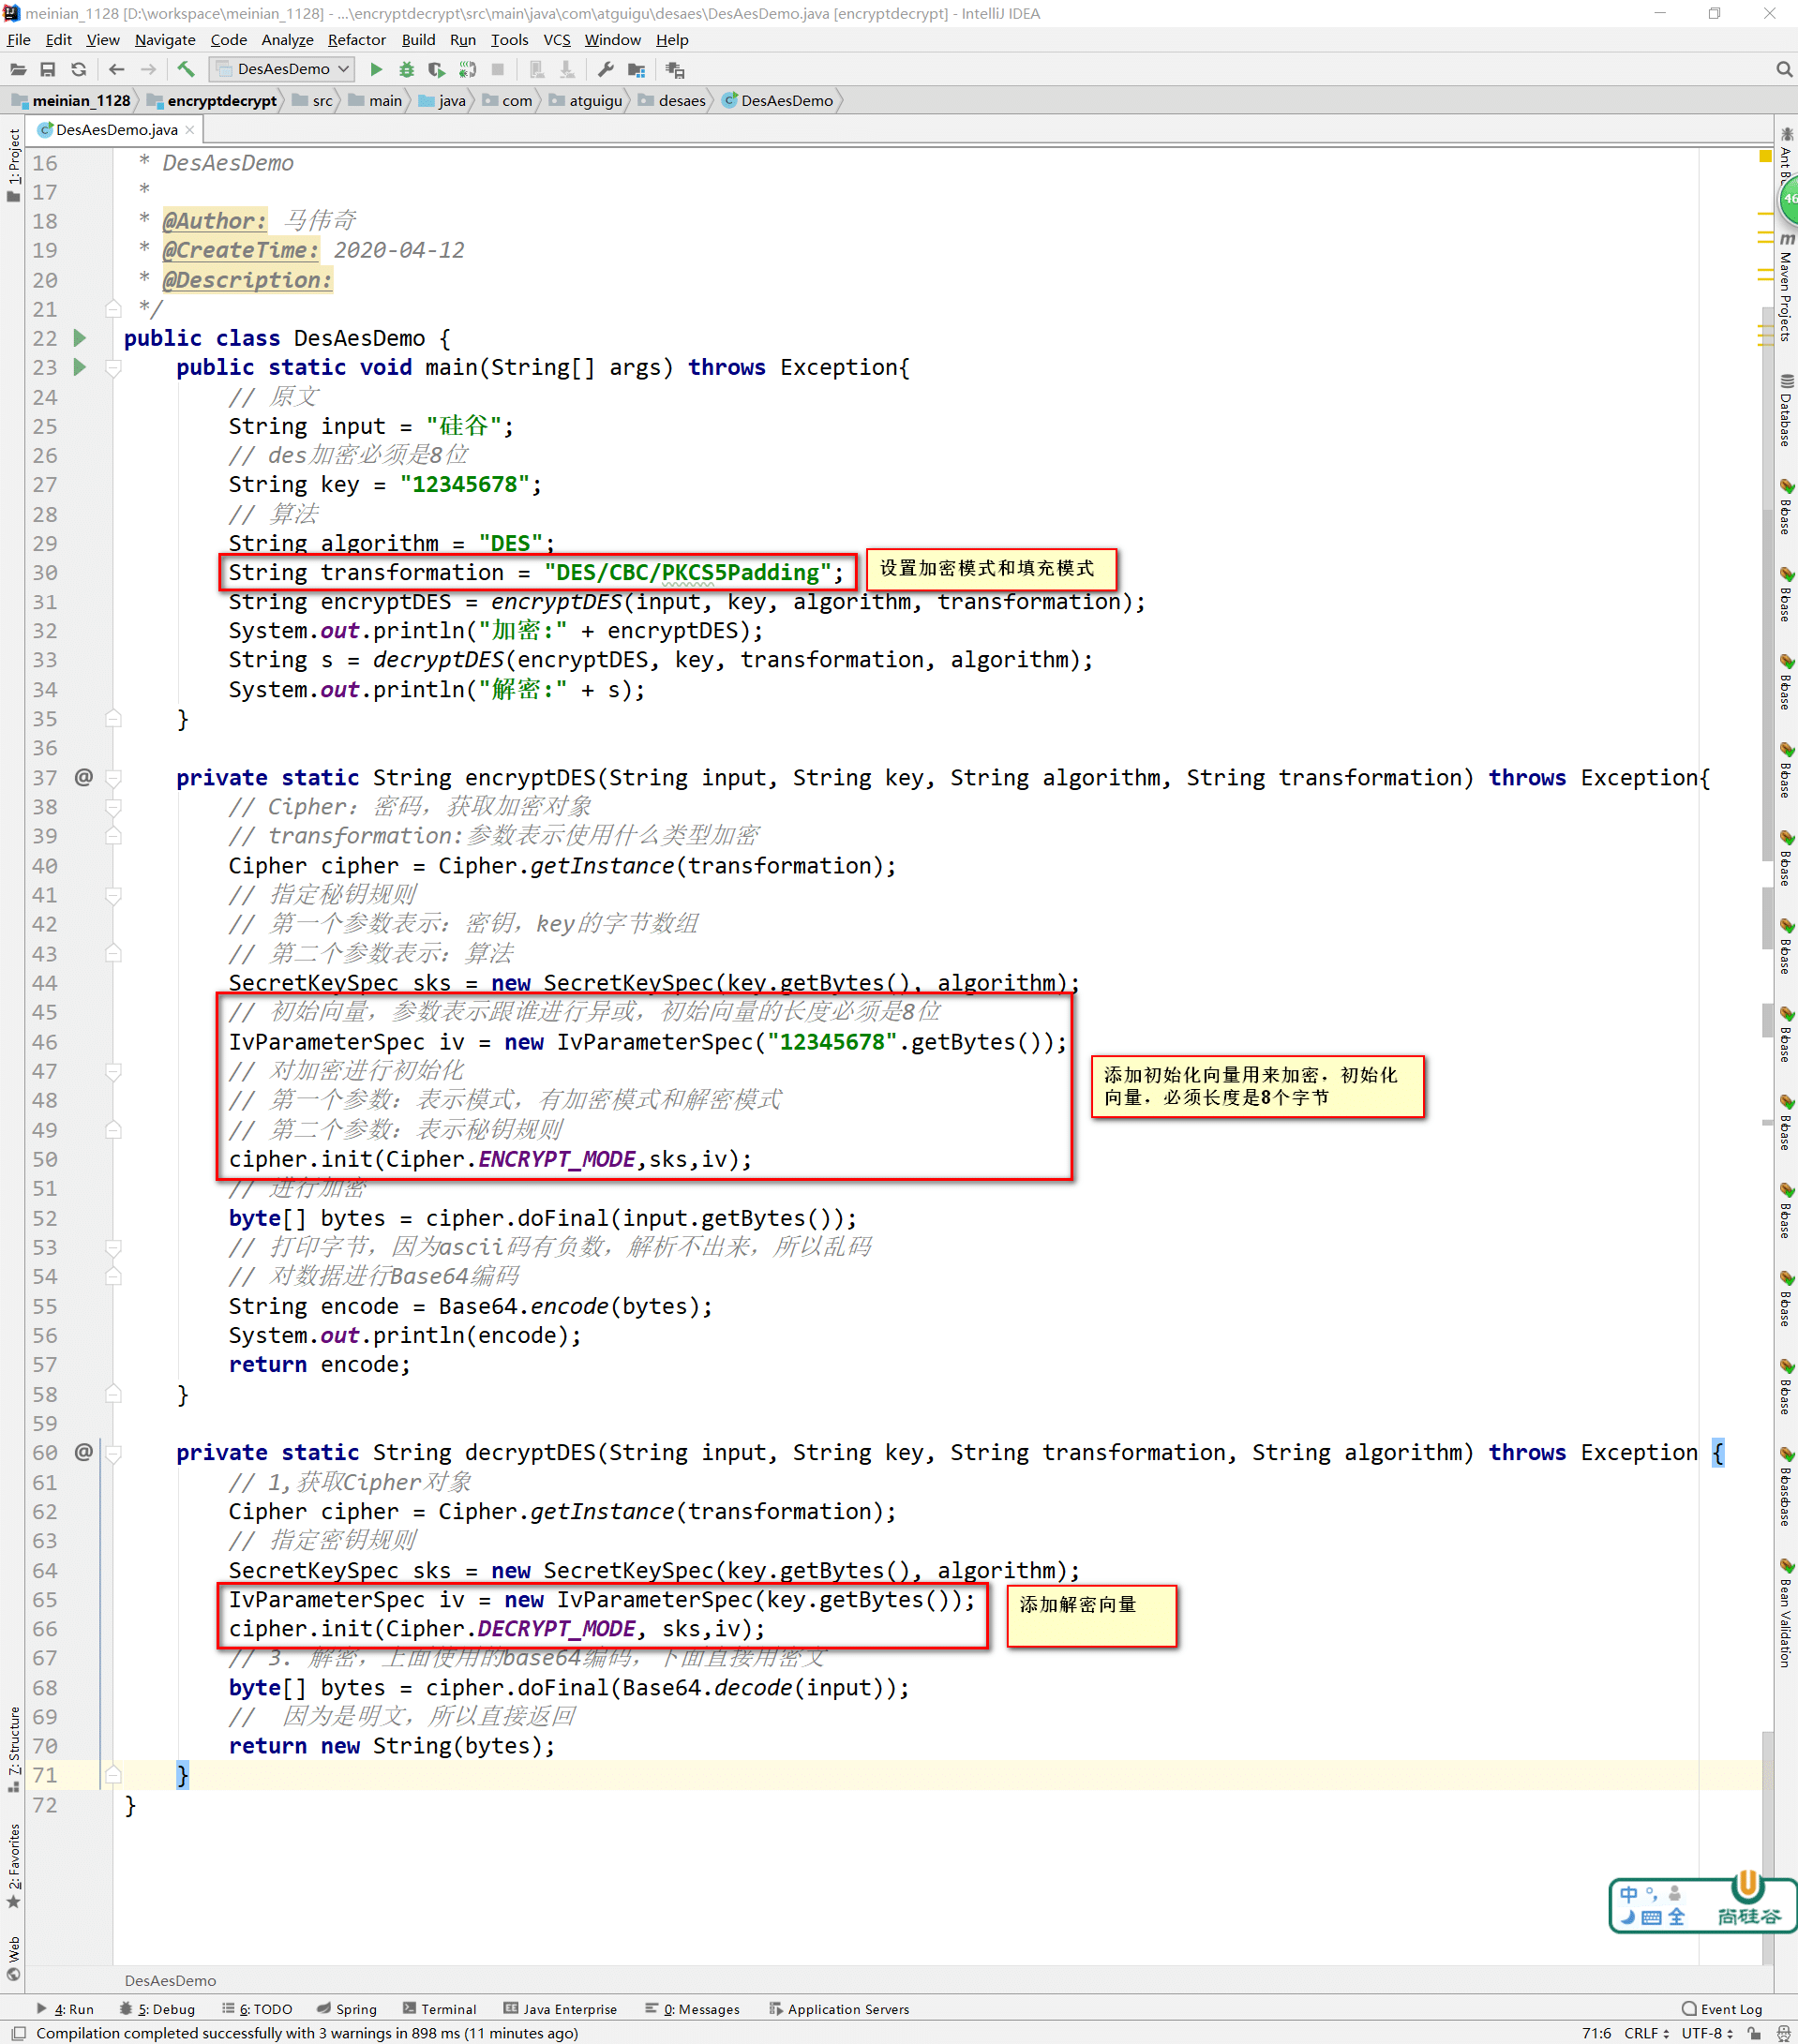 meinian_1128 [D:\workspace\meinian_1128] - ...\encryptdecrypt\src\main\java\com\atguigu\desaes\DesAesDemo.java [encryptdecrypt] - IntelliJ IDEA
File Edit View Navigate Code Analyze Refactor Build Run Tools VCS Window Help
DesAesDemo
meinian_1128 encryptdecrypt src main java com atguigu desaes DesAesDemo
DesAesDemo.java
16 * DesAesDemo
17 *
18 * @Author: 马伟奇
19 * @CreateTime: 2020-04-12
20 * @Description:
21 */
22 public class DesAesDemo {
23 public static void main(String[] args) throws Exception{
24 // 原文
25 String input = "硅谷";
26 // des加密必须是8位
27 String key = "12345678";
28 // 算法
29 String algorithm = "DES";
30 String transformation = "DES/CBC/PKCS5Padding";
设置加密模式和填充模式
31 String encryptDES = encryptDES(input, key, algorithm, transformation);
32 System.out.println("加密:" + encryptDES);
33 String s = decryptDES(encryptDES, key, transformation, algorithm);
34 System.out.println("解密:" + s);
35 }
36
37 @ private static String encryptDES(String input, String key, String algorithm, String transformation) throws Exception{
38 // Cipher：密码，获取加密对象
39 // transformation:参数表示使用什么类型加密
40 Cipher cipher = Cipher.getInstance(transformation);
41 // 指定秘钥规则
42 // 第一个参数表示：密钥，key的字节数组
43 // 第二个参数表示：算法
44 SecretKeySpec sks = new SecretKeySpec(key.getBytes(), algorithm);
45 // 初始向量，参数表示跟谁进行异或，初始向量的长度必须是8位
46 IvParameterSpec iv = new IvParameterSpec("12345678".getBytes());
47 // 对加密进行初始化
48 // 第一个参数：表示模式，有加密模式和解密模式
49 // 第二个参数：表示秘钥规则
50 cipher.init(Cipher.ENCRYPT_MODE,sks,iv);
添加初始化向量用来加密．初始化
向量．必须长度是8个字节
51 // 进行加密
52 byte[] bytes = cipher.doFinal(input.getBytes());
53 // 打印字节，因为ascii码有负数，解析不出来，所以乱码
54 // 对数据进行Base64编码
55 String encode = Base64.encode(bytes);
56 System.out.println(encode);
57 return encode;
58 }
59
60 @ private static String decryptDES(String input, String key, String transformation, String algorithm) throws Exception {
61 // 1,获取Cipher对象
62 Cipher cipher = Cipher.getInstance(transformation);
63 // 指定密钥规则
64 SecretKeySpec sks = new SecretKeySpec(key.getBytes(), algorithm);
65 IvParameterSpec iv = new IvParameterSpec(key.getBytes());
66 cipher.init(Cipher.DECRYPT_MODE, sks,iv);
添加解密向量
67 // 3. 解密，上面使用的base64编码，下面直接用密文
68 byte[] bytes = cipher.doFinal(Base64.decode(input));
69 // 因为是明文，所以直接返回
70 return new String(bytes);
71 }
72 }
1: Project
7: Structure
2: Favorites
Web
46
Maven Projects
Database
Bean Validation
中
全
尚硅谷
DesAesDemo
4: Run 5: Debug 6: TODO Spring Terminal Java Enterprise 0: Messages Application Servers Event Log
Compilation completed successfully with 3 warnings in 898 ms (11 minutes ago) 71:6 CRLF UTF-8